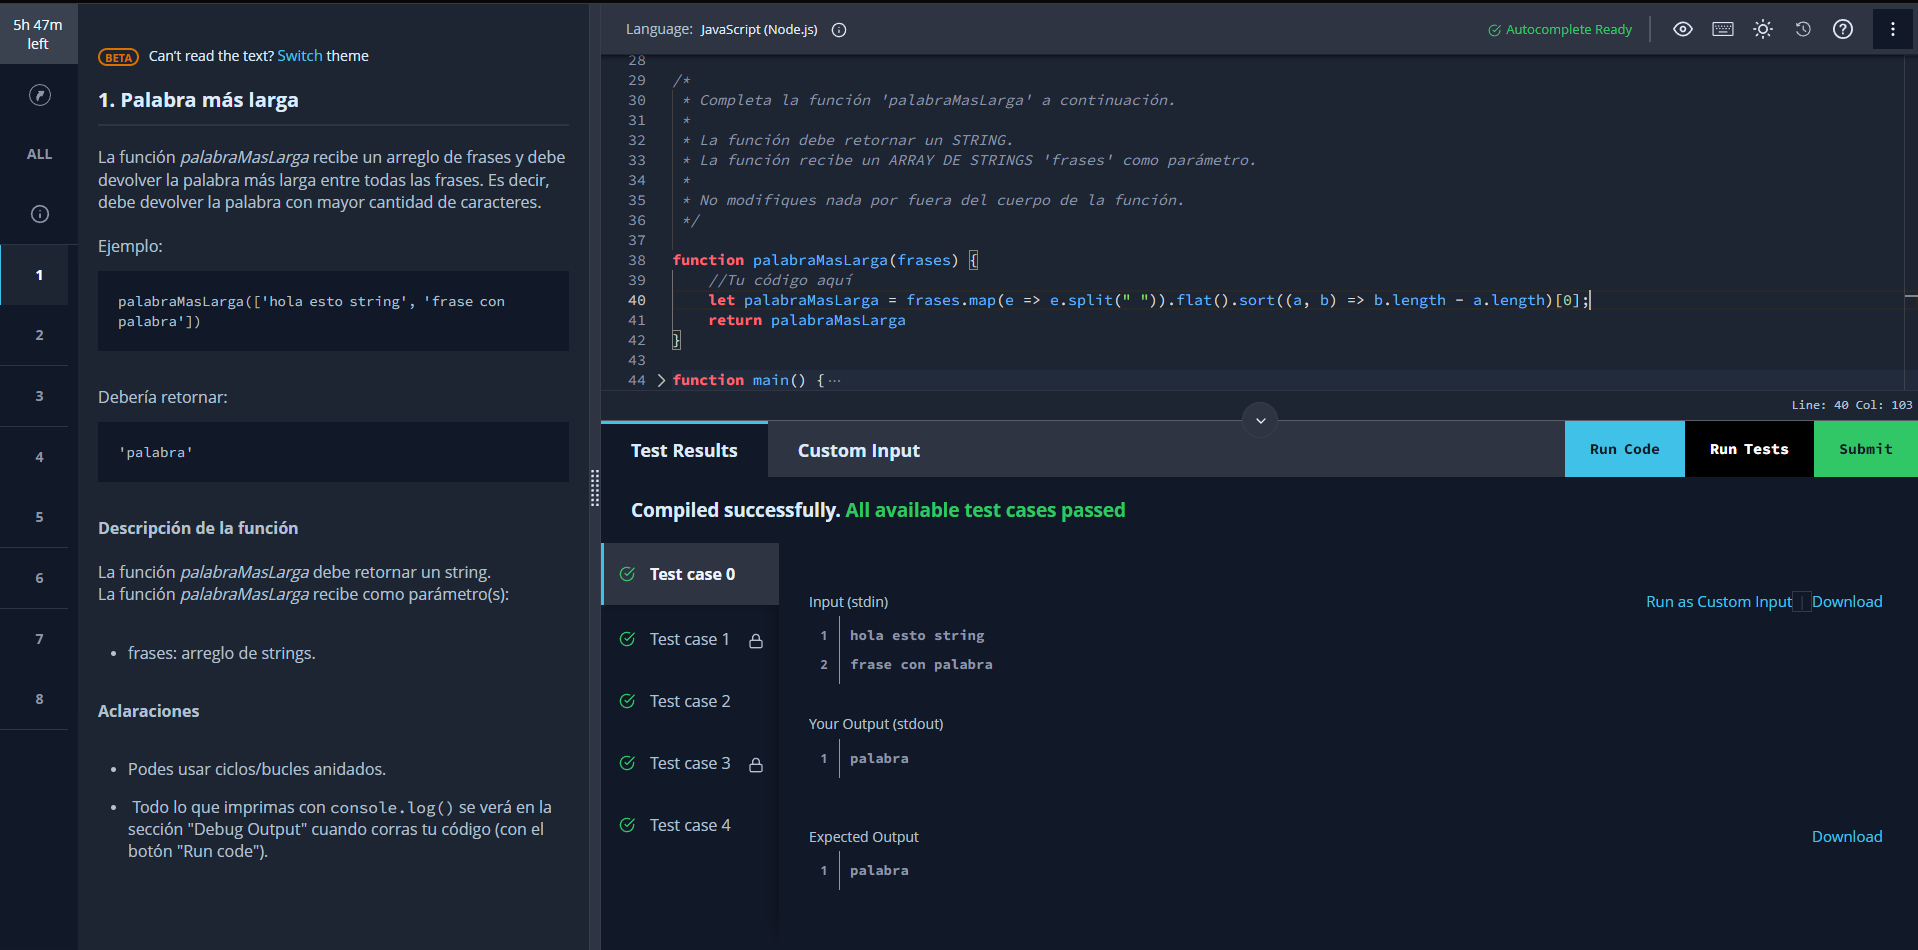 5h 47m
left
ALL
1
2
3
4
5
6
7
8
BETA Can't read the text? Switch theme
1. Palabra más larga
La función palabraMasLarga recibe un arreglo de frases y debe
devolver la palabra más larga entre todas las frases. Es decir,
debe devolver la palabra con mayor cantidad de caracteres.
Ejemplo:
palabraMasLarga(['hola esto string', 'frase con
palabra'])
Debería retornar:
'palabra'
Descripción de la función
La función palabraMasLarga debe retornar un string.
La función palabraMasLarga recibe como parámetro(s):
• frases: arreglo de strings.
Aclaraciones
• Podes usar ciclos/bucles anidados.
• Todo lo que imprimas con console.log() se verá en la
sección "Debug Output" cuando corras tu código (con el
botón "Run code").
Language: JavaScript (Node.js)
Autocomplete Ready
28
29 /*
30 * Completa la función 'palabraMasLarga' a continuación.
31 *
32 * La función debe retornar un STRING.
33 * La función recibe un ARRAY DE STRINGS 'frases' como parámetro.
34 *
35 * No modifiques nada por fuera del cuerpo de la función.
36 */
37
38 function palabraMasLarga(frases) {
39 //Tu código aquí
40 let palabraMasLarga = frases.map(e => e.split(" ")).flat().sort((a, b) => b.length - a.length)[0];
41 return palabraMasLarga
42 }
43
44 function main() {···
Line: 40 Col: 103
Test Results
Custom Input
Run Code
Run Tests
Submit
Compiled successfully. All available test cases passed
Test case 0
Test case 1
Test case 2
Test case 3
Test case 4
Input (stdin)
Run as Custom Input | Download
1 hola esto string
2 frase con palabra
Your Output (stdout)
1 palabra
Expected Output
Download
1 palabra